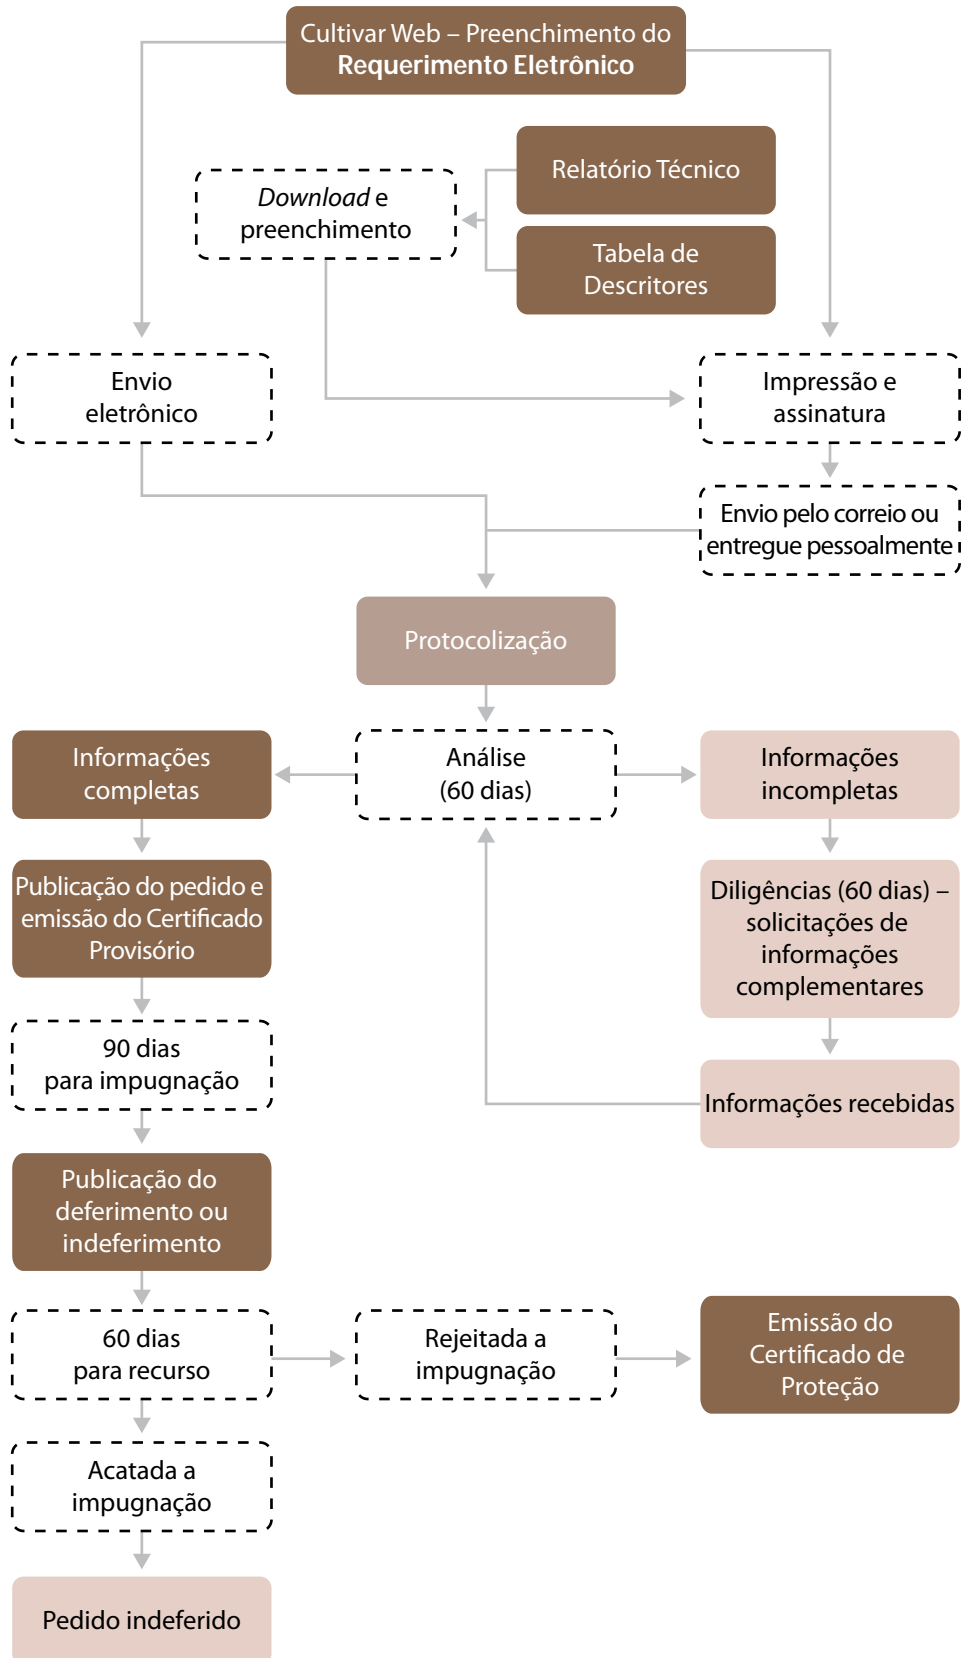 Cultivar Web – Preenchimento do
Requerimento Eletrônico
Relatório Técnico
Download e
preenchimento
Tabela de
Descritores
Envio
eletrônico
Impressão e
assinatura
Envio pelo correio ou
entregue pessoalmente
Protocolização
Informações
completas
Análise
(60 dias)
Informações
incompletas
Publicação do pedido e
emissão do Certificado
Provisório
Diligências (60 dias) –
solicitações de
informações
complementares
90 dias
para impugnação
Informações recebidas
Publicação do
deferimento ou
indeferimento
60 dias
para recurso
Rejeitada a
impugnação
Emissão do
Certificado de
Proteção
Acatada a
impugnação
Pedido indeferido